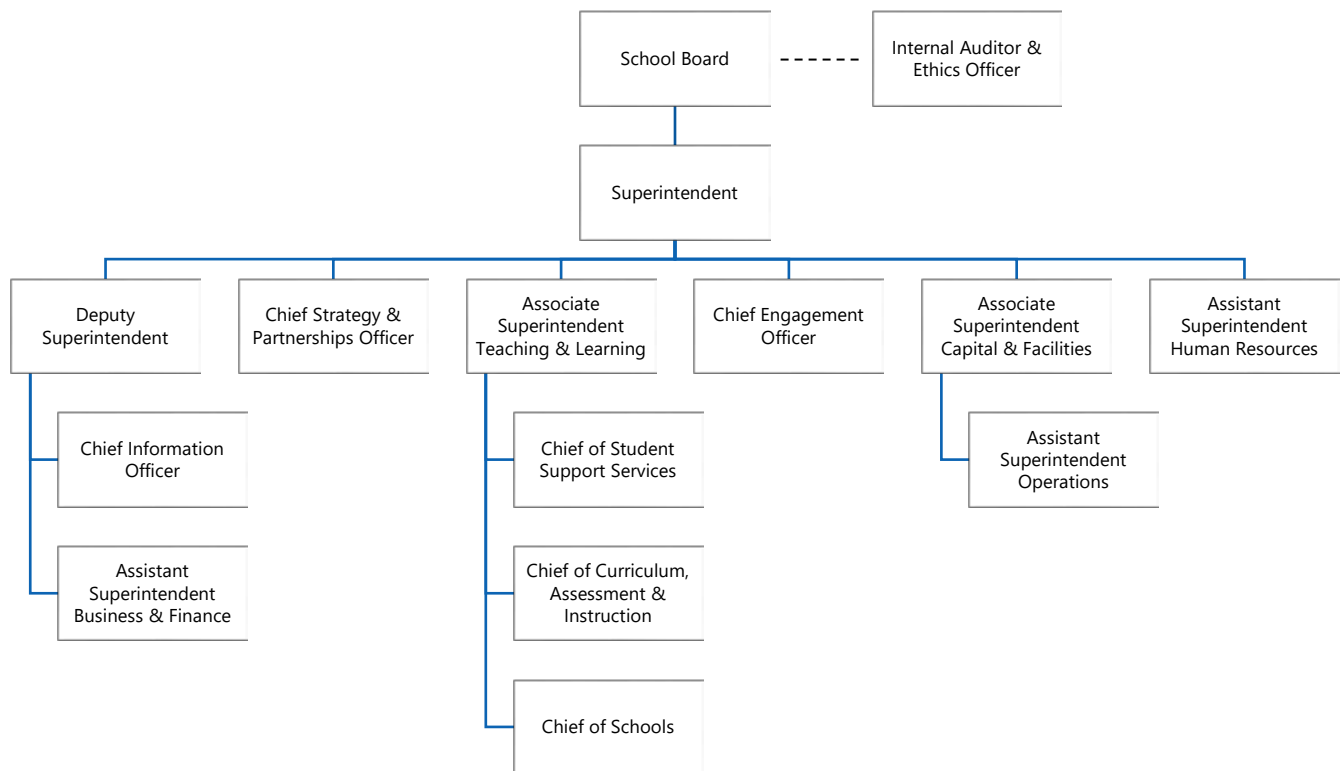 School Board
Internal Auditor &
Ethics Officer
Superintendent
Deputy
Superintendent
Chief Strategy &
Partnerships Officer
Associate
Superintendent
Teaching & Learning
Chief Engagement
Officer
Associate
Superintendent
Capital & Facilities
Assistant
Superintendent
Human Resources
Chief Information
Officer
Chief of Student
Support Services
Assistant
Superintendent
Operations
Assistant
Superintendent
Business & Finance
Chief of Curriculum,
Assessment &
Instruction
Chief of Schools